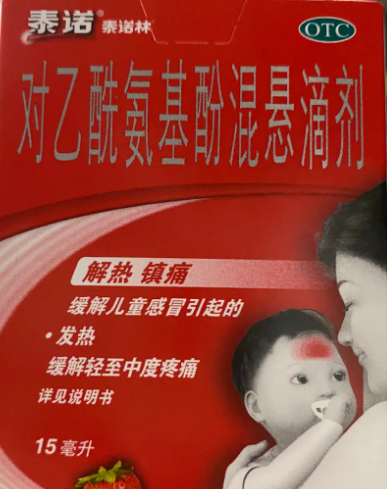 泰诺® 泰诺林®
OTC
对乙酰氨基酚混悬滴剂
解热 镇痛
缓解儿童感冒引起的
·发热
缓解轻至中度疼痛
详见说明书
15毫升